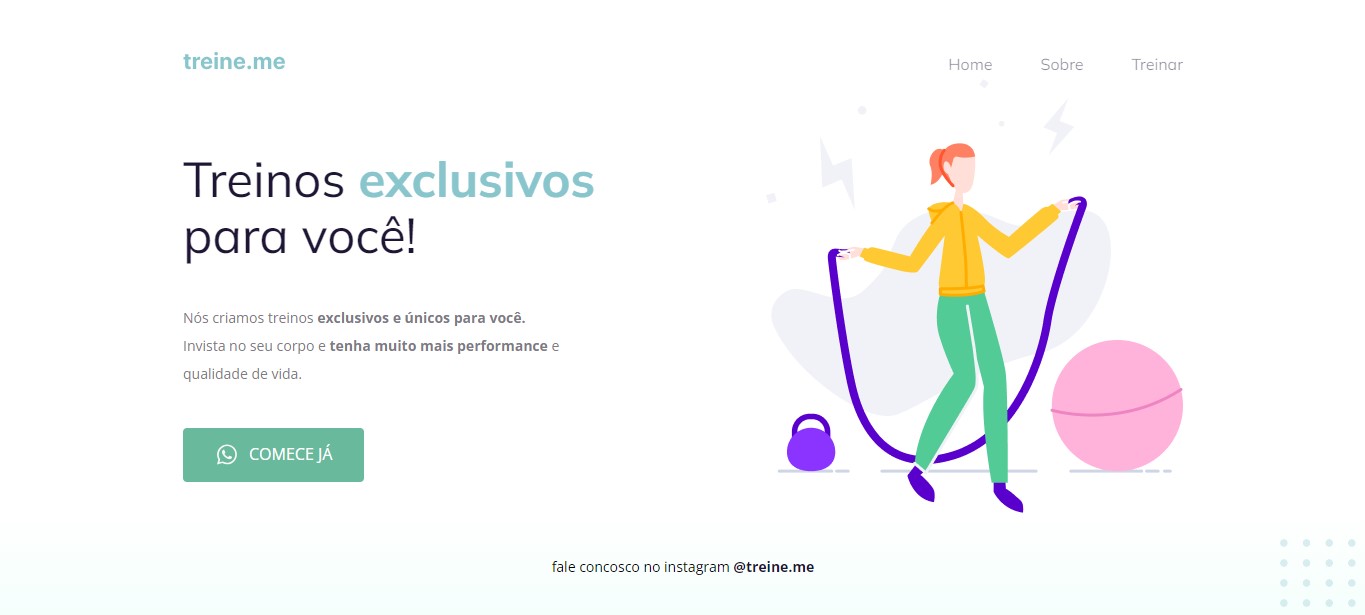 treine.me
Home Sobre Treinar
Treinos exclusivos
para você!
Nós criamos treinos exclusivos e únicos para você.
Invista no seu corpo e tenha muito mais performance e
qualidade de vida.
COMECE JÁ
fale concosco no instagram @treine.me